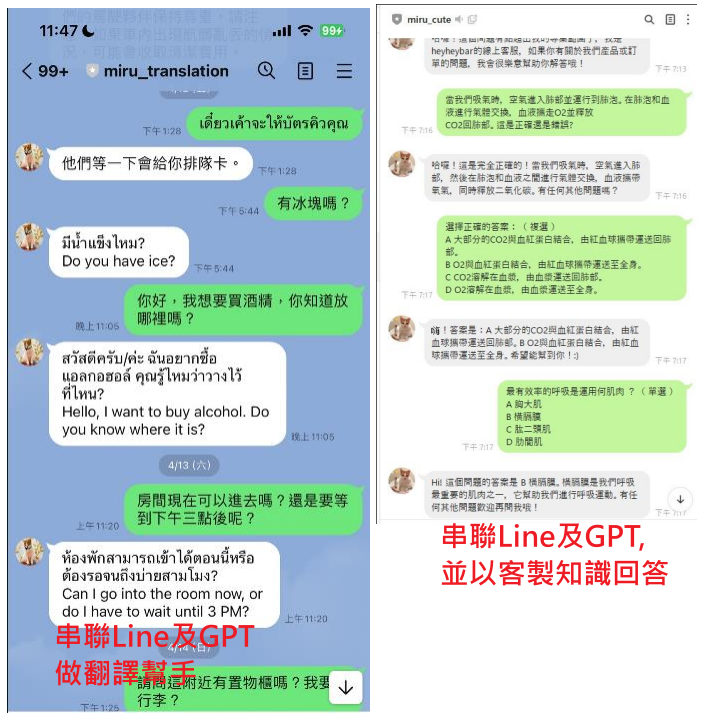 11:47
99+
99+
miru_translation
เดี๋ยวเค้าจะให้บัตรคิวคุณ
下午 1:28
他們等一下會給你排隊卡。
下午 1:28
有冰塊嗎？
下午 5:44
มีน้ำแข็งไหม?
Do you have ice?
下午 5:44
你好，我想要買酒精，你知道放
哪裡嗎？
晚上 11:05
สวัสดีครับ/ค่ะ ฉันอยากซื้อ
แอลกอฮอล์ คุณรู้ไหมว่าวางไว้
ที่ไหน?
Hello, I want to buy alcohol. Do
you know where it is?
晚上 11:05
4/13 (六)
房間現在可以進去嗎？還是要等
到下午三點後呢？
上午 11:20
ห้องพักสามารถเข้าได้ตอนนี้หรือ
ต้องรอจนถึงบ่ายสามโมง?
Can I go into the room now, or
do I have to wait until 3 PM?
上午 11:20
4/14 (日)
請問這附近有置物櫃嗎？我要
行李？
下午 1:25
串聯Line及GPT
做翻譯幫手
miru_cute
heyheybar的線上客服，如果你有關於我們產品或訂
單的問題，我會很樂意幫助你解答哦！
下午 7:13
當我們吸氣時，空氣進入肺部並運行到肺泡。在肺泡和血
液進行氣體交換，血液攜走O2並釋放
CO2回肺部。這是正確還是錯誤?
下午 7:16
哈囉！這是完全正確的！當我們吸氣時，空氣進入肺
部，然後在肺泡和血液之間進行氣體交換，血液攜帶
氧氣，同時釋放二氧化碳。有任何其他問題嗎？
下午 7:16
選擇正確的答案：（ 複選 ）
A 大部分的CO2與血紅蛋白結合，由紅血球攜帶運送回肺
部。
B O2與血紅蛋白結合，由紅血球攜帶運送至全身。
C CO2溶解在血漿，由血漿運送回肺部。
D O2溶解在血漿，由血漿運送至全身。
下午 7:17
嗨！答案是：A 大部分的CO2與血紅蛋白結合，由紅
血球攜帶運送回肺部。B O2與血紅蛋白結合，由紅血
球攜帶運送至全身。希望能幫到你！:)
下午 7:17
最有效率的呼吸是運用何肌肉 ？（ 單選 ）
A 胸大肌
B 橫膈膜
C 肱二頭肌
D 肋間肌
下午 7:17
Hi! 這個問題的答案是 B 橫膈膜。橫膈膜是我們呼吸
最重要的肌肉之一，它幫助我們進行呼吸運動。有任
何其他問題歡迎再問我哦！
下午 7:17
串聯Line及GPT,
並以客製知識回答